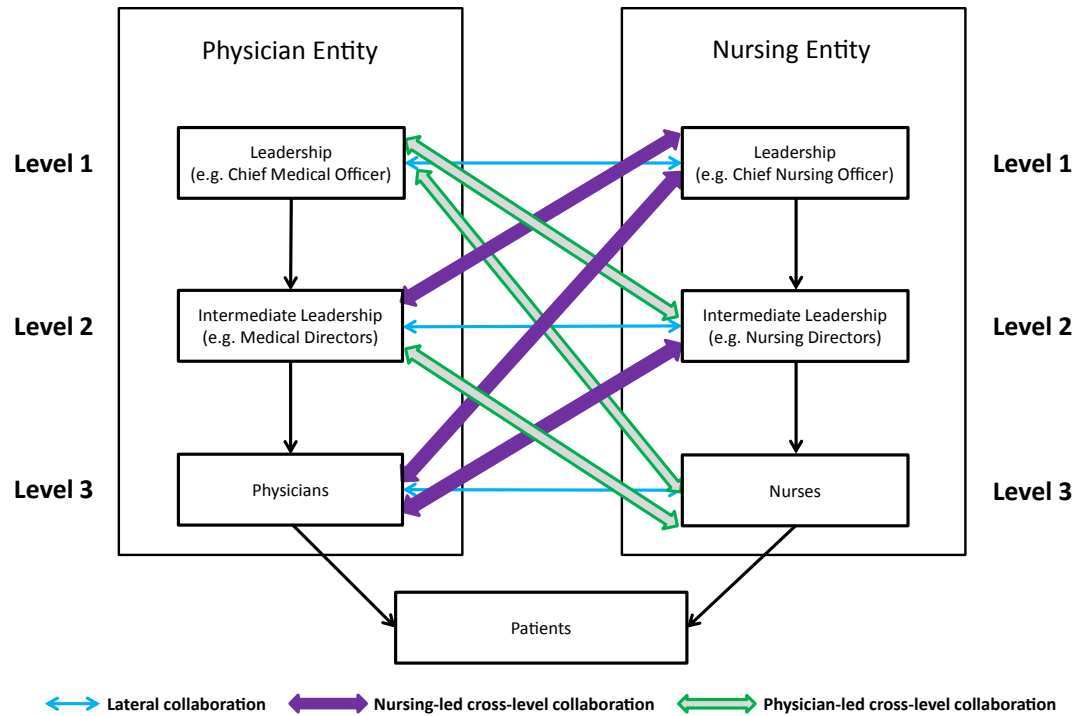 Physician Entity
Nursing Entity
Level 1
Leadership
(e.g. Chief Medical Officer)
Leadership
(e.g. Chief Nursing Officer)
Level 1
Level 2
Intermediate Leadership
(e.g. Medical Directors)
Intermediate Leadership
(e.g. Nursing Directors)
Level 2
Level 3
Physicians
Nurses
Level 3
Patients
Lateral collaboration
Nursing-led cross-level collaboration
Physician-led cross-level collaboration